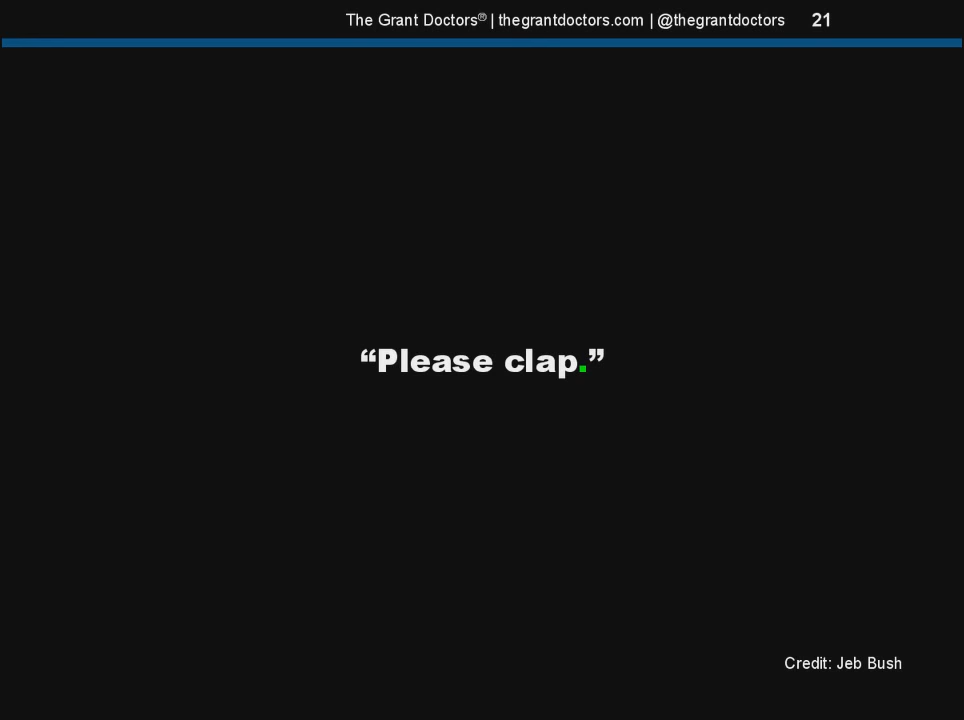 The Grant Doctors® | thegrantdoctors.com | @thegrantdoctors 21
“Please clap.”
Credit: Jeb Bush